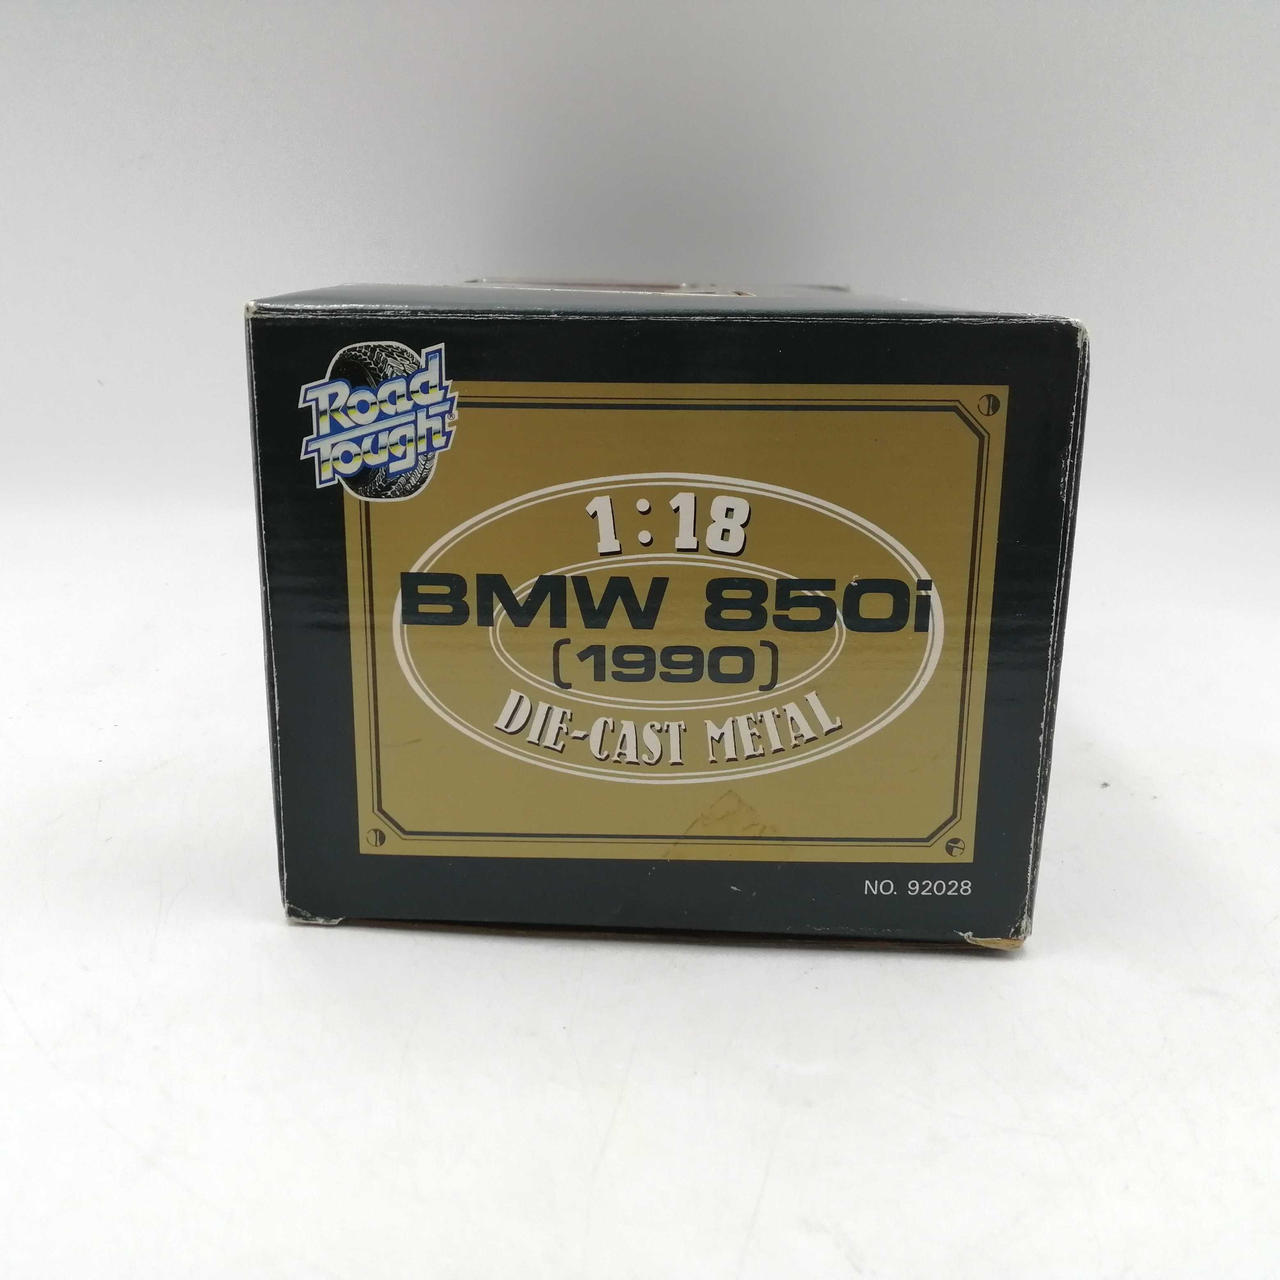 Road
Tough
1:18
BMW 850i
(1990)
DIE-CAST METAL
NO. 92028